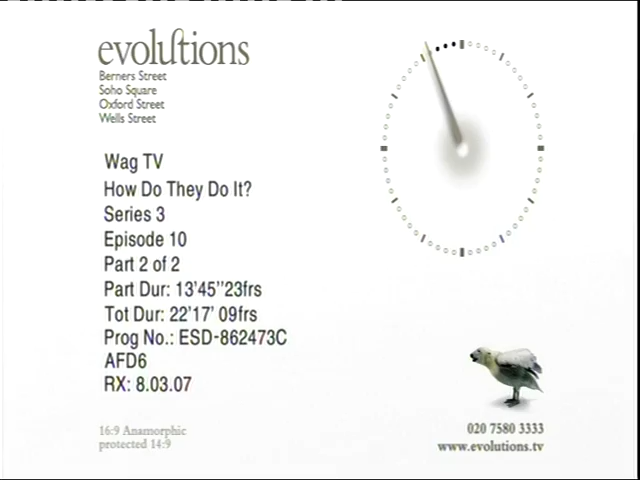 evolutions
Berners Street
Soho Square
Oxford Street
Wells Street
Wag TV
How Do They Do It?
Series 3
Episode 10
Part 2 of 2
Part Dur: 13'45"23frs
Tot Dur: 22'17' 09frs
Prog No.: ESD-862473C
AFD6
RX: 8.03.07
16:9 Anamorphic
protected 14:9
020 7580 3333
www.evolutions.tv